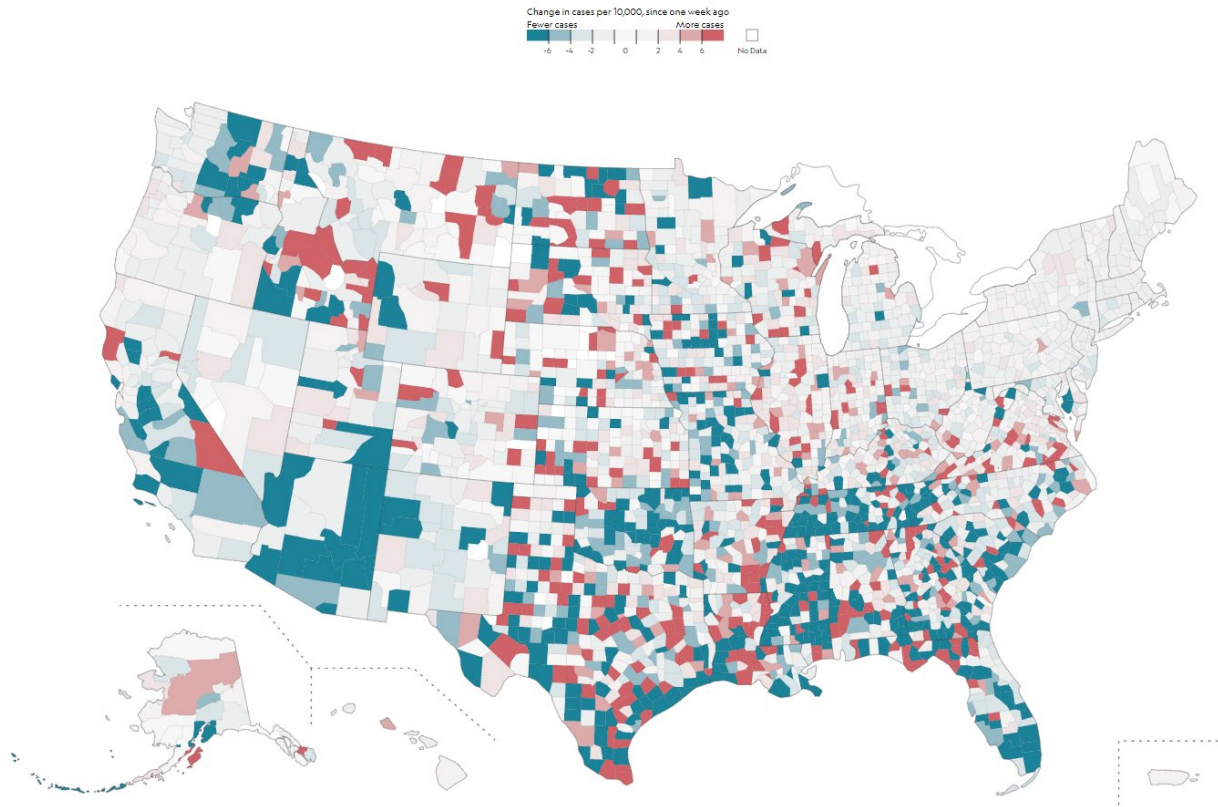 Change in cases per 10,000, since one week ago
Fewer cases More cases
-6 -4 -2 0 2 4 6 No Data